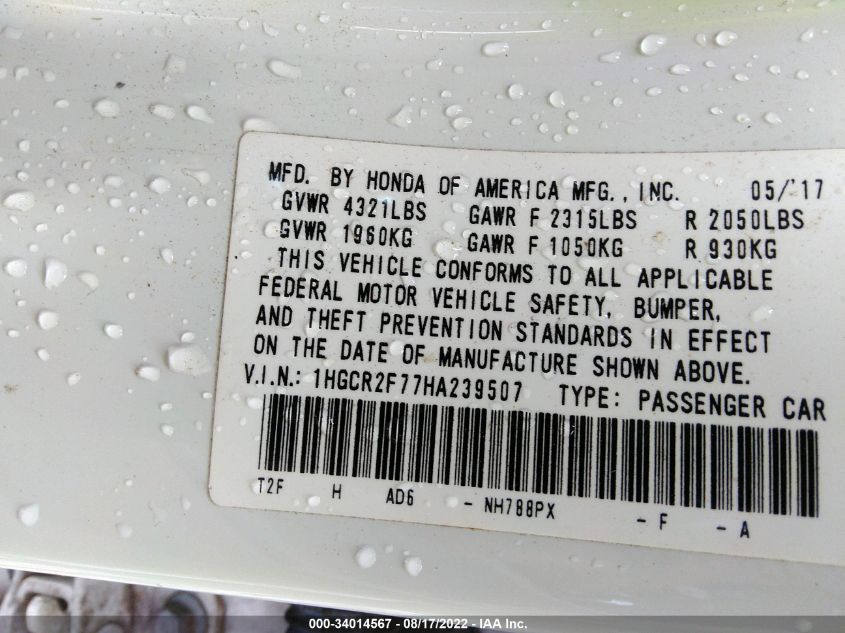 MFD. BY HONDA OF AMERICA MFG., INC. 05/'17
GVWR 4321LBS GAWR F 2315LBS R 2050LBS
GVWR 1960KG GAWR F 1050KG R 930KG
THIS VEHICLE CONFORMS TO ALL APPLICABLE
FEDERAL MOTOR VEHICLE SAFETY, BUMPER,
AND THEFT PREVENTION STANDARDS IN EFFECT
ON THE DATE OF MANUFACTURE SHOWN ABOVE.
V.I.N.: 1HGCR2F77HA239507 TYPE: PASSENGER CAR
T2F H AD6 - NH788PX - F - A
000-34014567 - 08/17/2022 - IAA Inc.